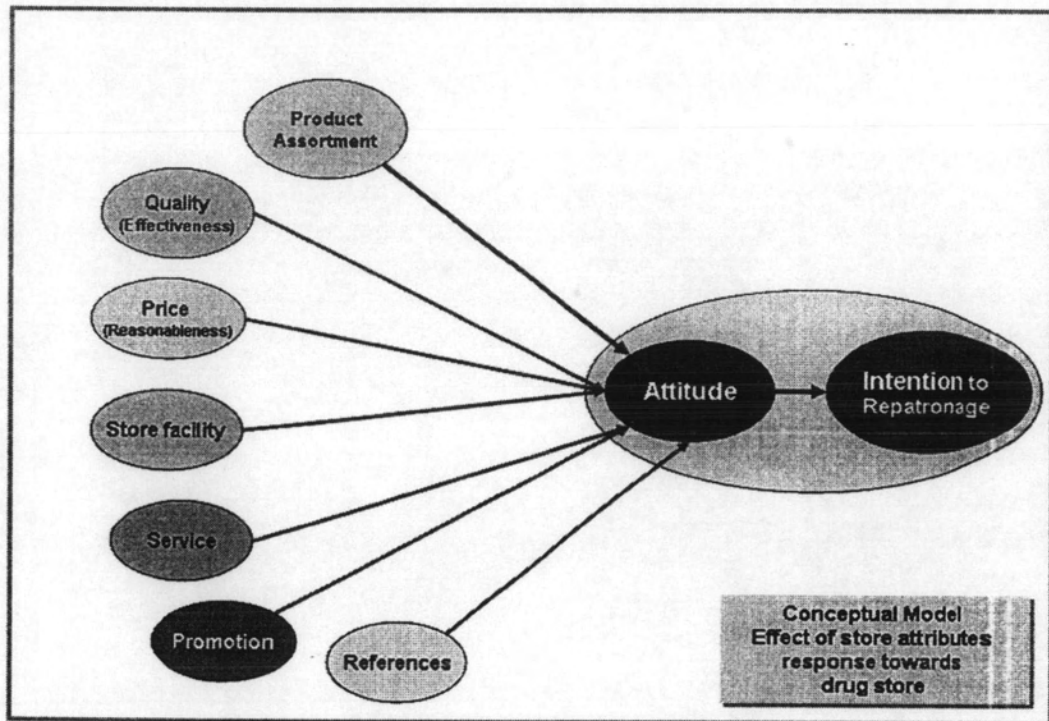 Product
Assortment
Quality
(Effectiveness)
Price
(Reasonableness)
Store facility
Service
Promotion
References
Attitude
Intention to
Repatronage
Conceptual Model
Effect of store attributes
response towards
drug store